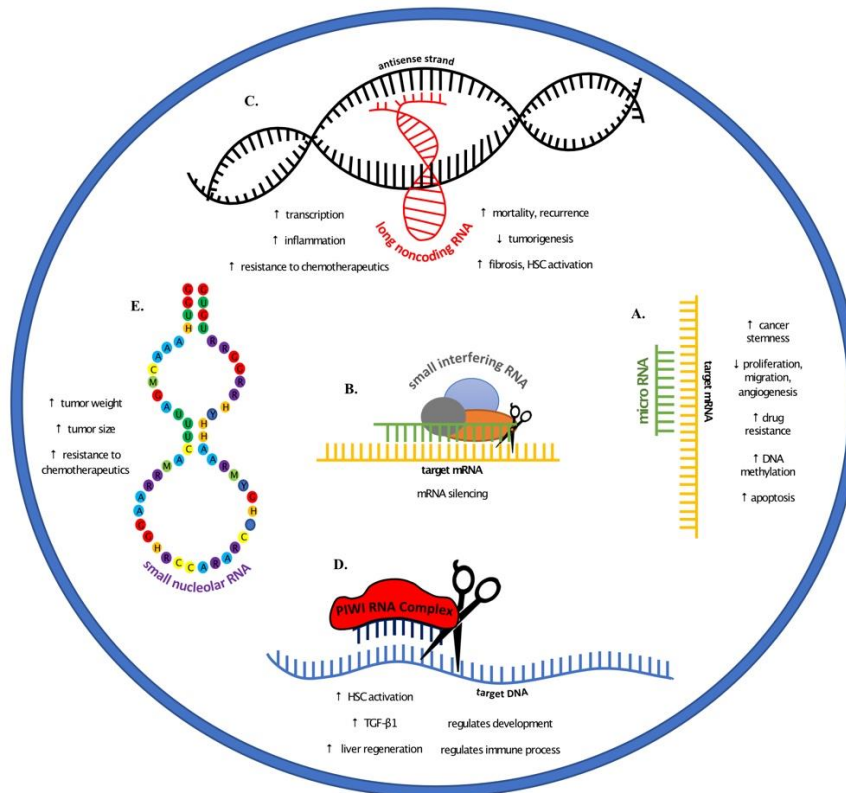 antisense strand
C.
long noncoding RNA
↑ transcription
↑ inflammation
↑ resistance to chemotherapeutics
↑ mortality, recurrence
↓ tumorigenesis
↑ fibrosis, HSC activation
E.
↑ tumor weight
↑ tumor size
↑ resistance to
chemotherapeutics
small nucleolar RNA
B.
small interfering RNA
target mRNA
mRNA silencing
A.
micro RNA
target mRNA
↑ cancer
stemness
↓ proliferation,
migration,
angiogenesis
↑ drug
resistance
↑ DNA
methylation
↑ apoptosis
D.
PIWI RNA Complex
target DNA
↑ HSC activation
↑ TGF-β1
↑ liver regeneration
regulates development
regulates immune process